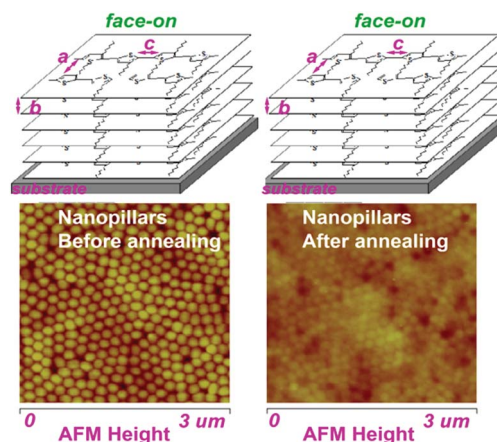 face-on
face-on
a
c
a
c
b
b
substrate
substrate
Nanopillars
Before annealing
Nanopillars
After annealing
0
3 um
0
3 um
AFM Height
AFM Height